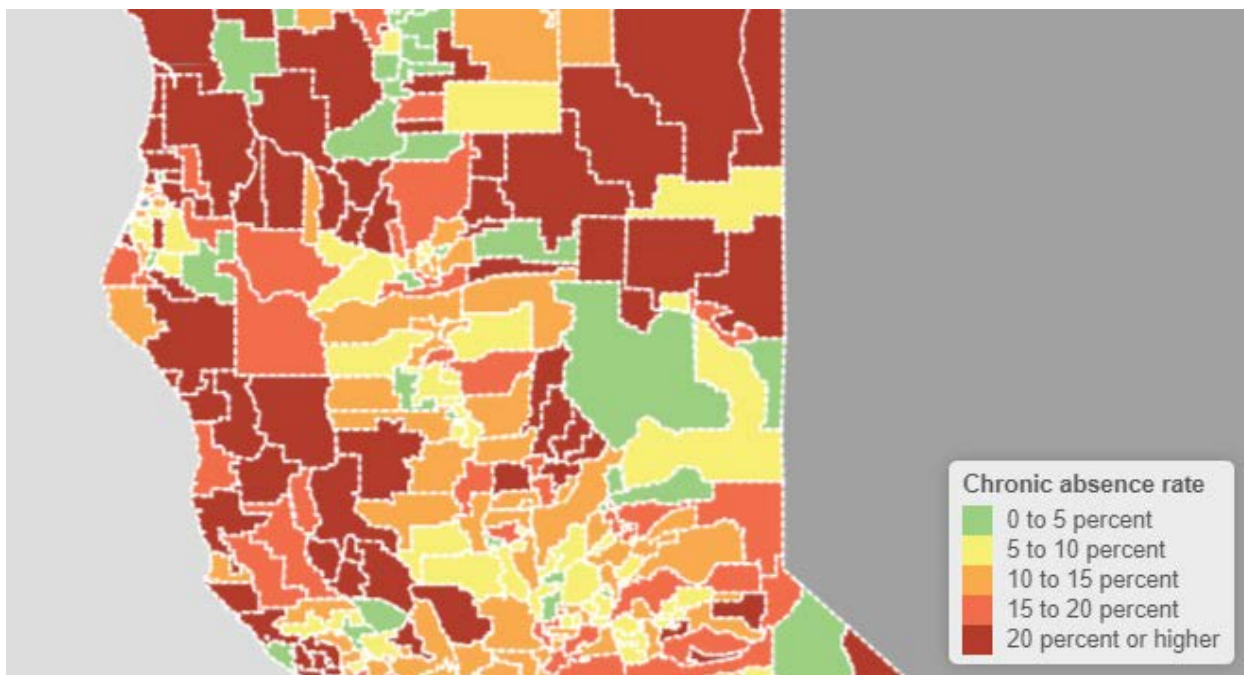 Chronic absence rate
0 to 5 percent
5 to 10 percent
10 to 15 percent
15 to 20 percent
20 percent or higher